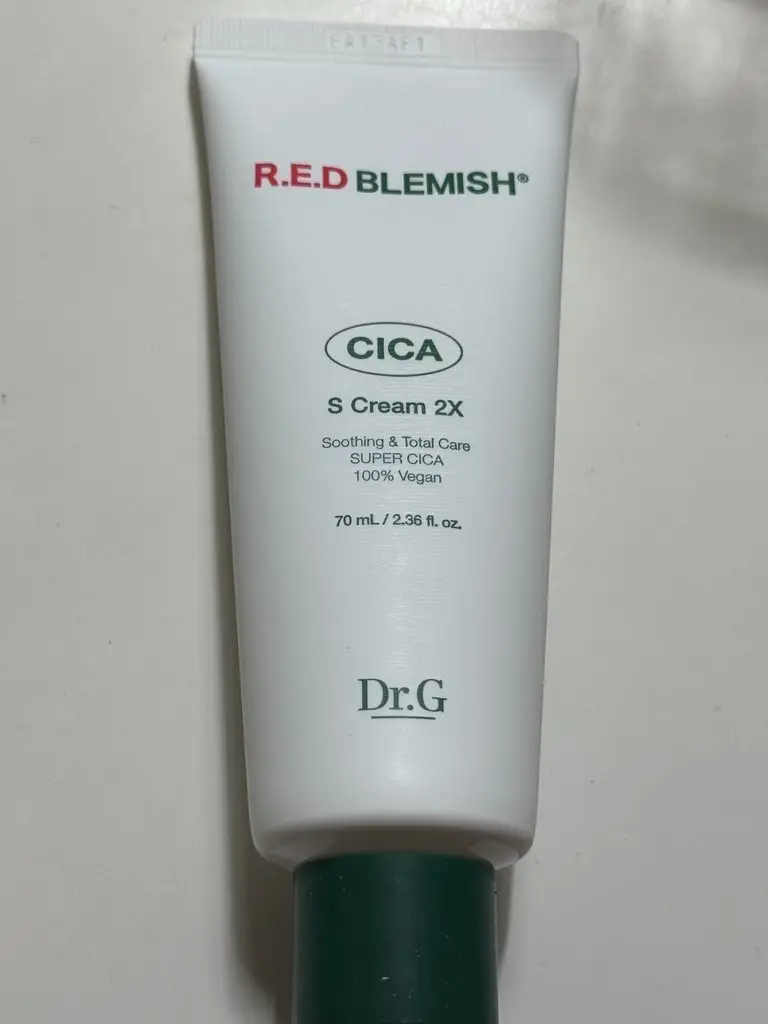 R.E.D BLEMISH®
CICA
S Cream 2X
Soothing & Total Care
SUPER CICA
100% Vegan
70 mL / 2.36 fl. oz.
Dr.G